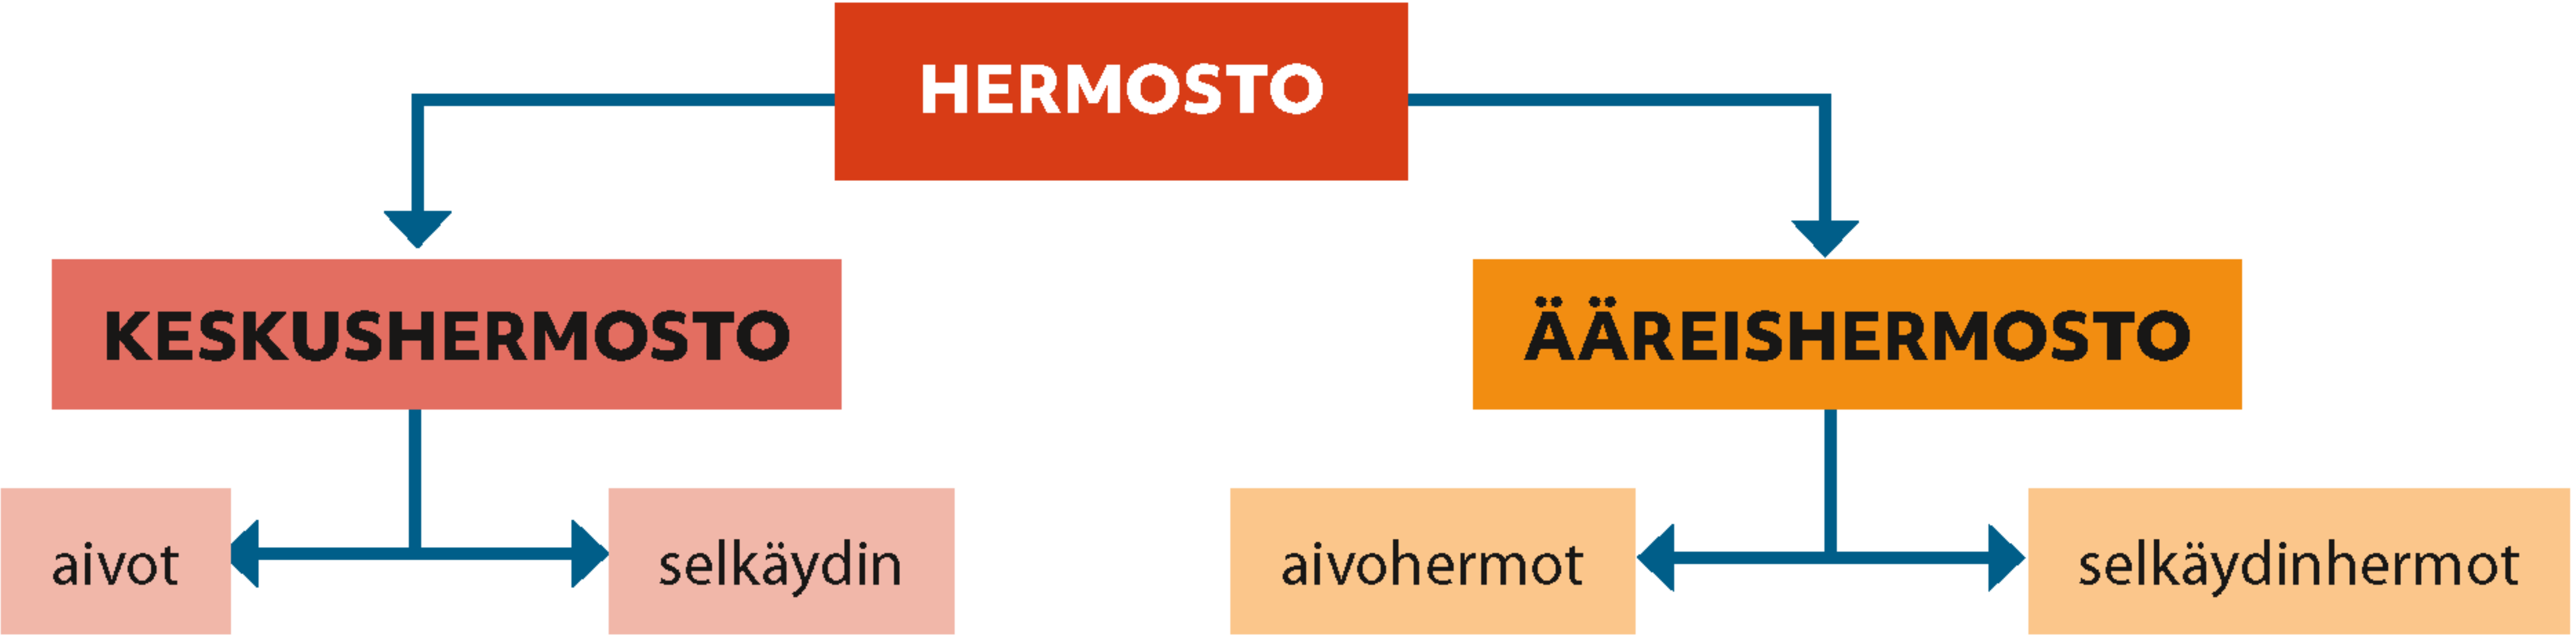 HERMOSTO
KESKUSHERMOSTO
ÄÄREISHERMOSTO
aivot
selkäydin
aivohermot
selkäydinhermot